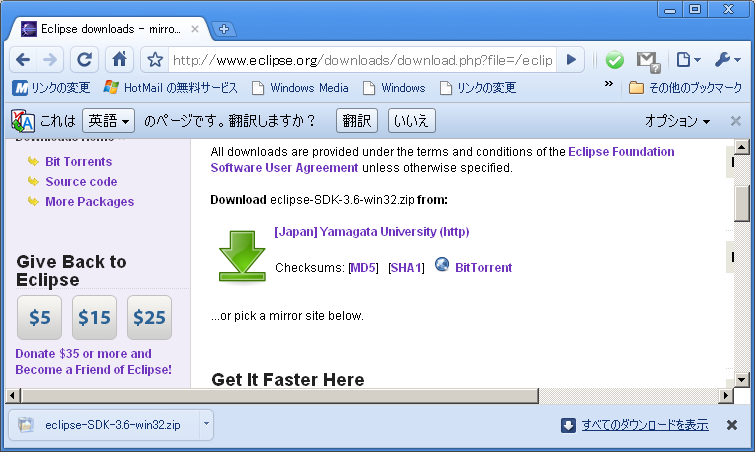 Eclipse downloads - mirro...
http://www.eclipse.org/downloads/download.php?file=/eclip
リンクの変更 HotMail の無料サービス Windows Media Windows リンクの変更 » その他のブックマーク
これは 英語 のページです。翻訳しますか？ 翻訳 いいえ オプション
Bit Torrents
Source code
More Packages
Give Back to
Eclipse
$5 $15 $25
Donate $35 or more and
Become a Friend of Eclipse!
All downloads are provided under the terms and conditions of the Eclipse Foundation
Software User Agreement unless otherwise specified.
Download eclipse-SDK-3.6-win32.zip from:
[Japan] Yamagata University (http)
Checksums: [MD5] [SHA1] BitTorrent
...or pick a mirror site below.
Get It Faster Here
eclipse-SDK-3.6-win32.zip
すべてのダウンロードを表示